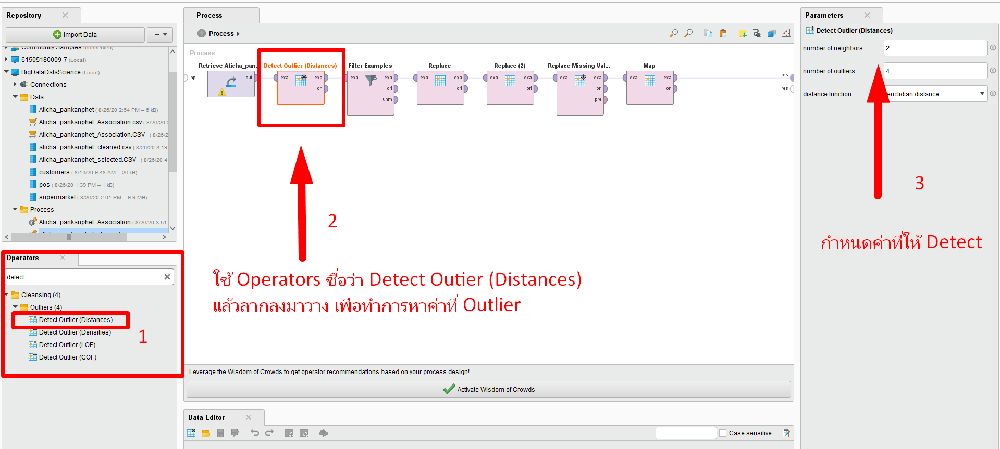 Repository
Import Data
Community Samples (connected)
61505180009-7 (Local)
BigDataDataScience (Local)
Connections
Data
Aticha_pankanphet ( 8/26/20 2:54 PM – 6 kB)
Aticha_pankanphet_Association.csv ( 8/26/20 3
Aticha_pankanphet_Association.CSV ( 8/26/2
aticha_pankanphet_cleaned.csv ( 8/26/20 3:19
Aticha_pankanphet_selected.CSV ( 8/26/20 4:
customers ( 8/14/20 9:48 AM – 26 kB)
pos ( 8/26/20 1:39 PM – 1 kB)
supermarket ( 8/26/20 2:01 PM – 9.9 MB)
Process
Aticha_pankanphet_Association ( 8/26/20 3:51
Operators
detect
Cleansing (4)
Outliers (4)
Detect Outlier (Distances)
Detect Outlier (Densities)
Detect Outlier (LOF)
Detect Outlier (COF)
1
Process
Process
Process
Retrieve Aticha_pan... Detect Outlier (Distances) Filter Examples Replace Replace (2) Replace Missing Val... Map
inp out exa exa exa exa exa exa exa exa exa exa exa exa res
ori ori ori ori ori ori res
unm pre
2
ใช้ Operators ชื่อว่า Detect Outier (Distances)
แล้วลากลงมาวาง เพื่อทำการหาค่าที่ Outlier
Leverage the Wisdom of Crowds to get operator recommendations based on your process design!
Activate Wisdom of Crowds
Data Editor
Case sensitive
Parameters
Detect Outlier (Distances)
number of neighbors 2
number of outliers 4
distance function euclidian distance
3
กำหนดค่าที่ให้ Detect